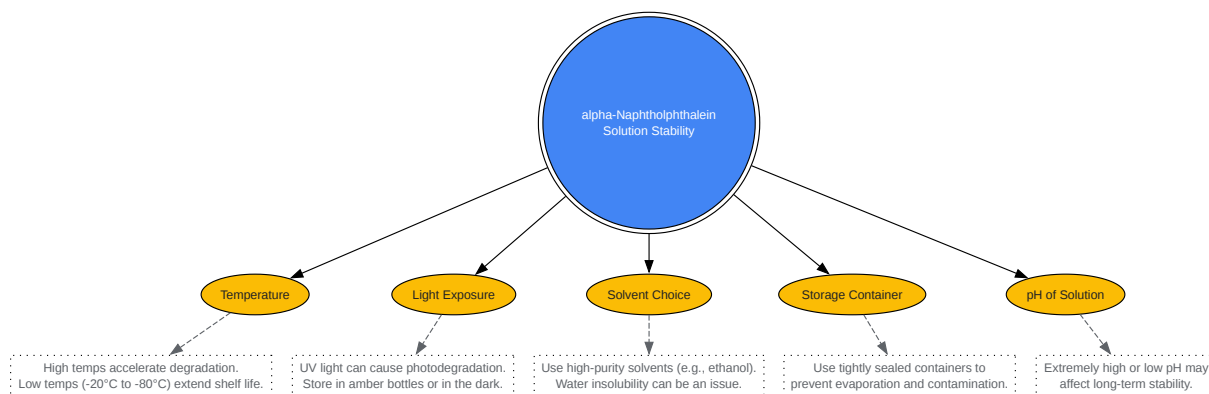 alpha-Naphtholphthalein
Solution Stability
Temperature
Light Exposure
Solvent Choice
Storage Container
pH of Solution
High temps accelerate degradation.
Low temps (-20°C to -80°C) extend shelf life.
UV light can cause photodegradation.
Store in amber bottles or in the dark.
Use high-purity solvents (e.g., ethanol).
Water insolubility can be an issue.
Use tightly sealed containers to
prevent evaporation and contamination.
Extremely high or low pH may
affect long-term stability.